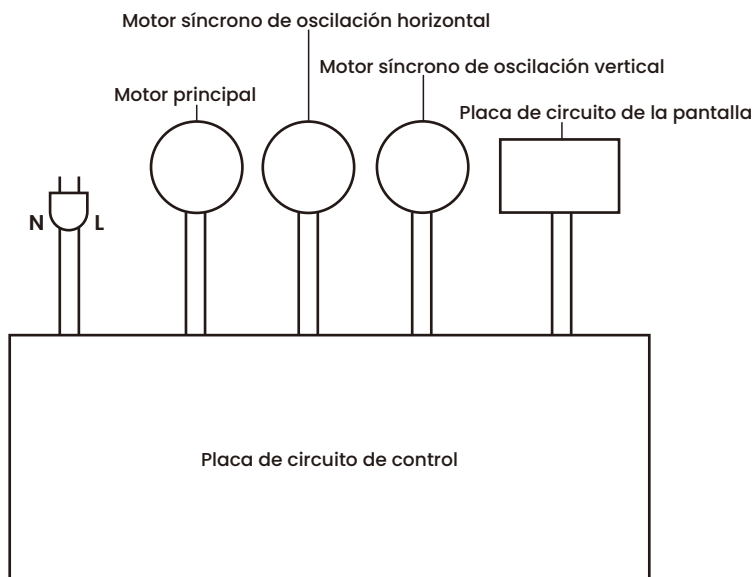 Motor síncrono de oscilación horizontal
Motor síncrono de oscilación vertical
Motor principal
Placa de circuito de la pantalla
N
L
Placa de circuito de control